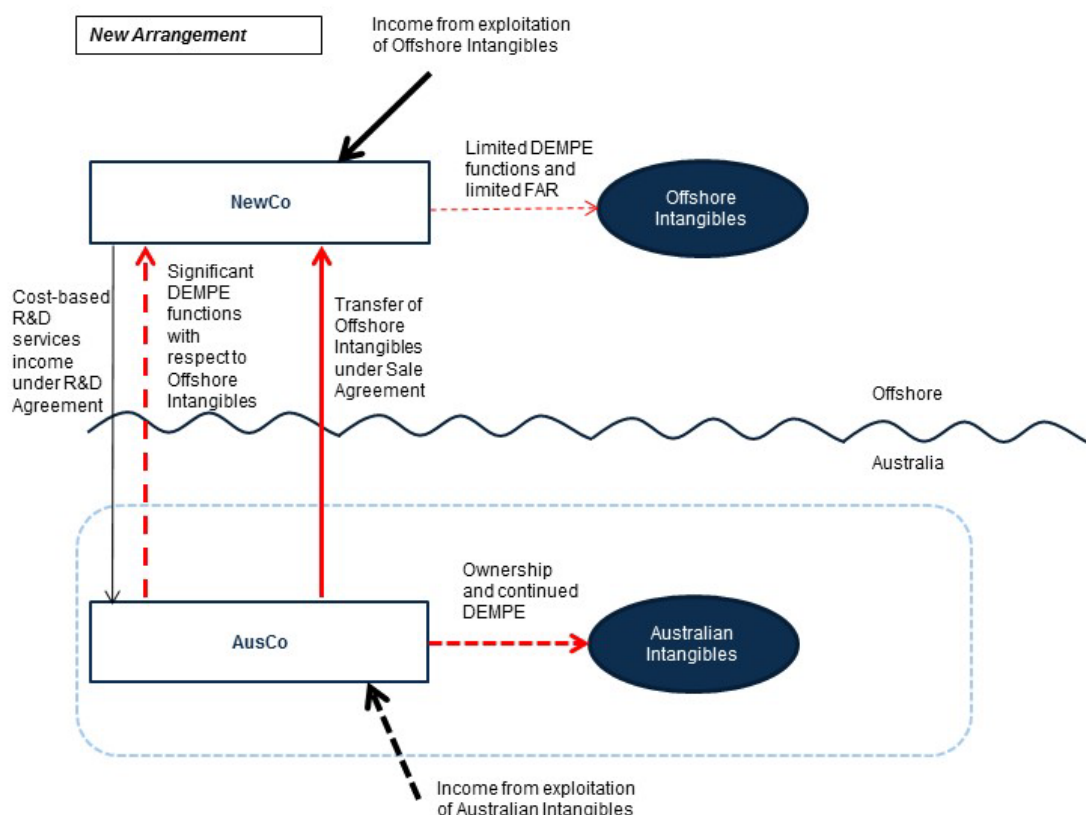 New Arrangement
Income from exploitation
of Offshore Intangibles
Limited DEMPE
functions and
limited FAR
NewCo
Offshore
Intangibles
Cost-based
R&D
services
income
under R&D
Agreement
Significant
DEMPE
functions
with
respect to
Offshore
Intangibles
Transfer of
Offshore
Intangibles
under Sale
Agreement
Offshore
Australia
Ownership
and continued
DEMPE
AusCo
Australian
Intangibles
Income from exploitation
of Australian Intangibles